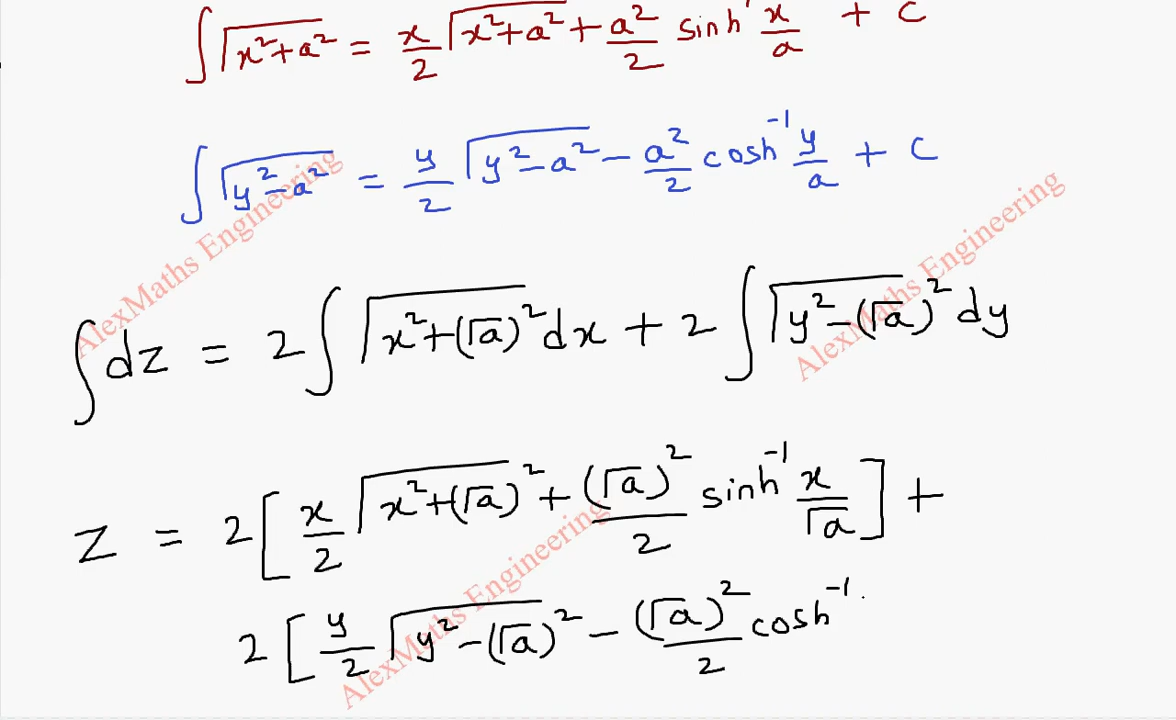 ∫√(x²+a²) = x/2 √(x²+a²) + a²/2 sinh⁻¹ x/a + c
∫√(y²-a²) = y/2 √(y²-a²) - a²/2 cosh⁻¹ y/a + c
∫dz = 2∫√(x²+(√a)²) dx + 2∫√(y²-(√a)²) dy
z = 2[x/2 √(x²+(√a)²) + (√a)²/2 sinh⁻¹ x/√a] +
2[y/2 √(y²-(√a)²) - (√a)²/2 cosh⁻¹
AlexMaths Engineering
AlexMaths Engineering
AlexMaths Engineering